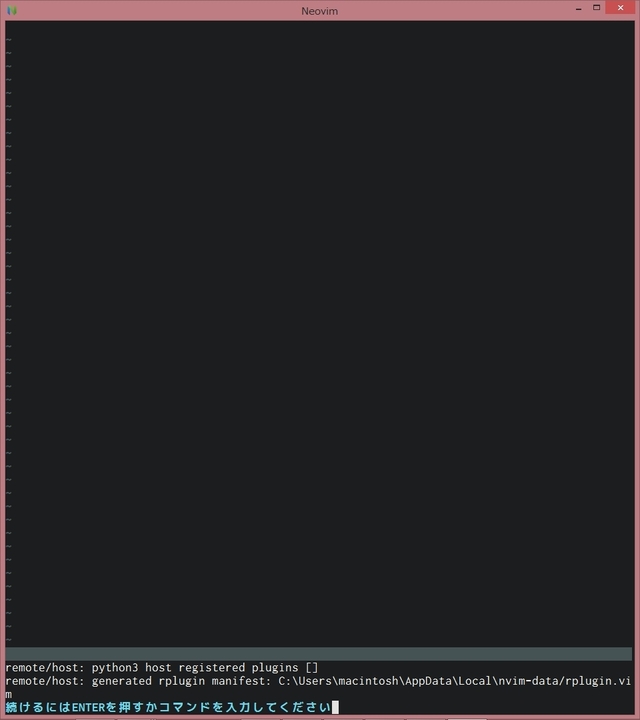 Neovim
remote/host: python3 host registered plugins []
remote/host: generated rplugin manifest: C:\Users\macintosh\AppData\Local\nvim-data/rplugin.vi
m
続けるにはENTERを押すかコマンドを入力してください